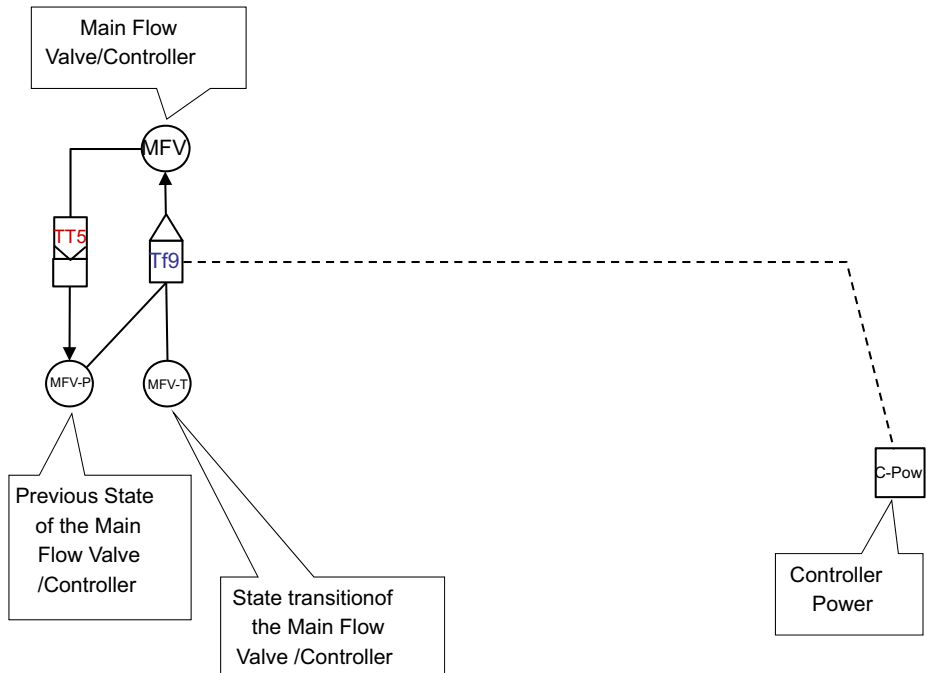 Main Flow
Valve/Controller
MFV
TT5
Tf9
MFV-P
MFV-T
C-Pow
Previous State
of the Main
Flow Valve
/Controller
State transitionof
the Main Flow
Valve /Controller
Controller
Power